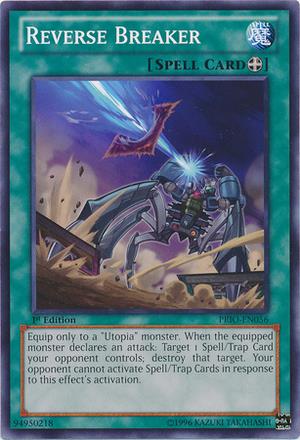 REVERSE BREAKER
魔
[SPELL CARD]
1st Edition
PRIO-EN056
Equip only to a "Utopia" monster. When the equipped
monster declares an attack: Target 1 Spell/Trap Card
your opponent controls; destroy that target. Your
opponent cannot activate Spell/Trap Cards in
response to this effect's activation.
94950218
©1996 KAZUKI TAKAHASHI